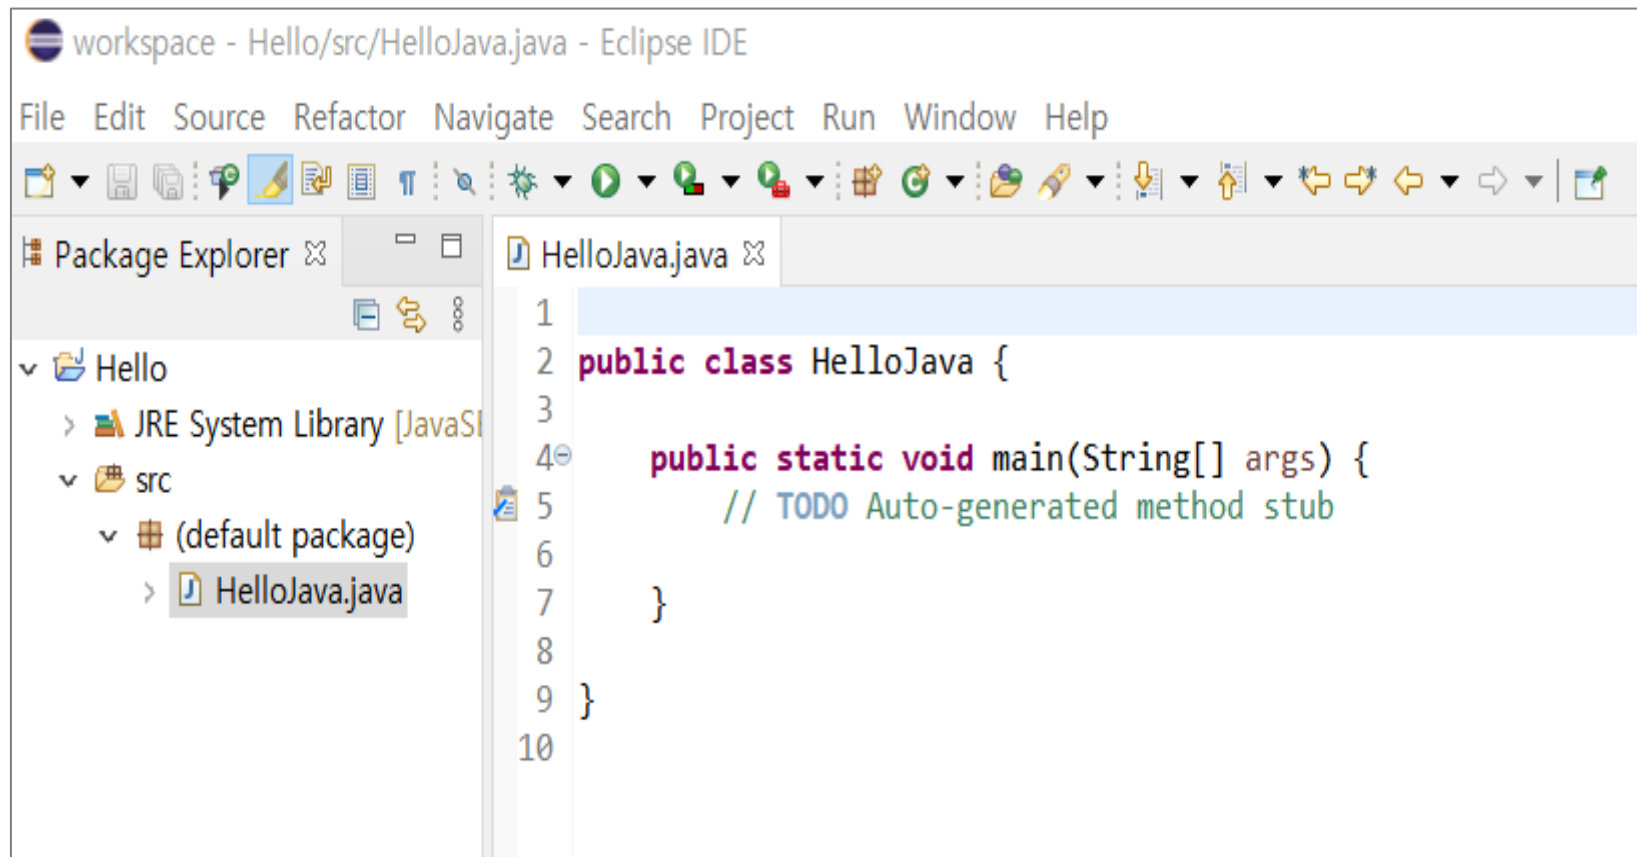 workspace - Hello/src/HelloJava.java - Eclipse IDE
File Edit Source Refactor Navigate Search Project Run Window Help
Package Explorer
Hello
JRE System Library [JavaSE
src
(default package)
HelloJava.java
HelloJava.java
1
2 public class HelloJava {
3
4 public static void main(String[] args) {
5 // TODO Auto-generated method stub
6
7 }
8
9 }
10